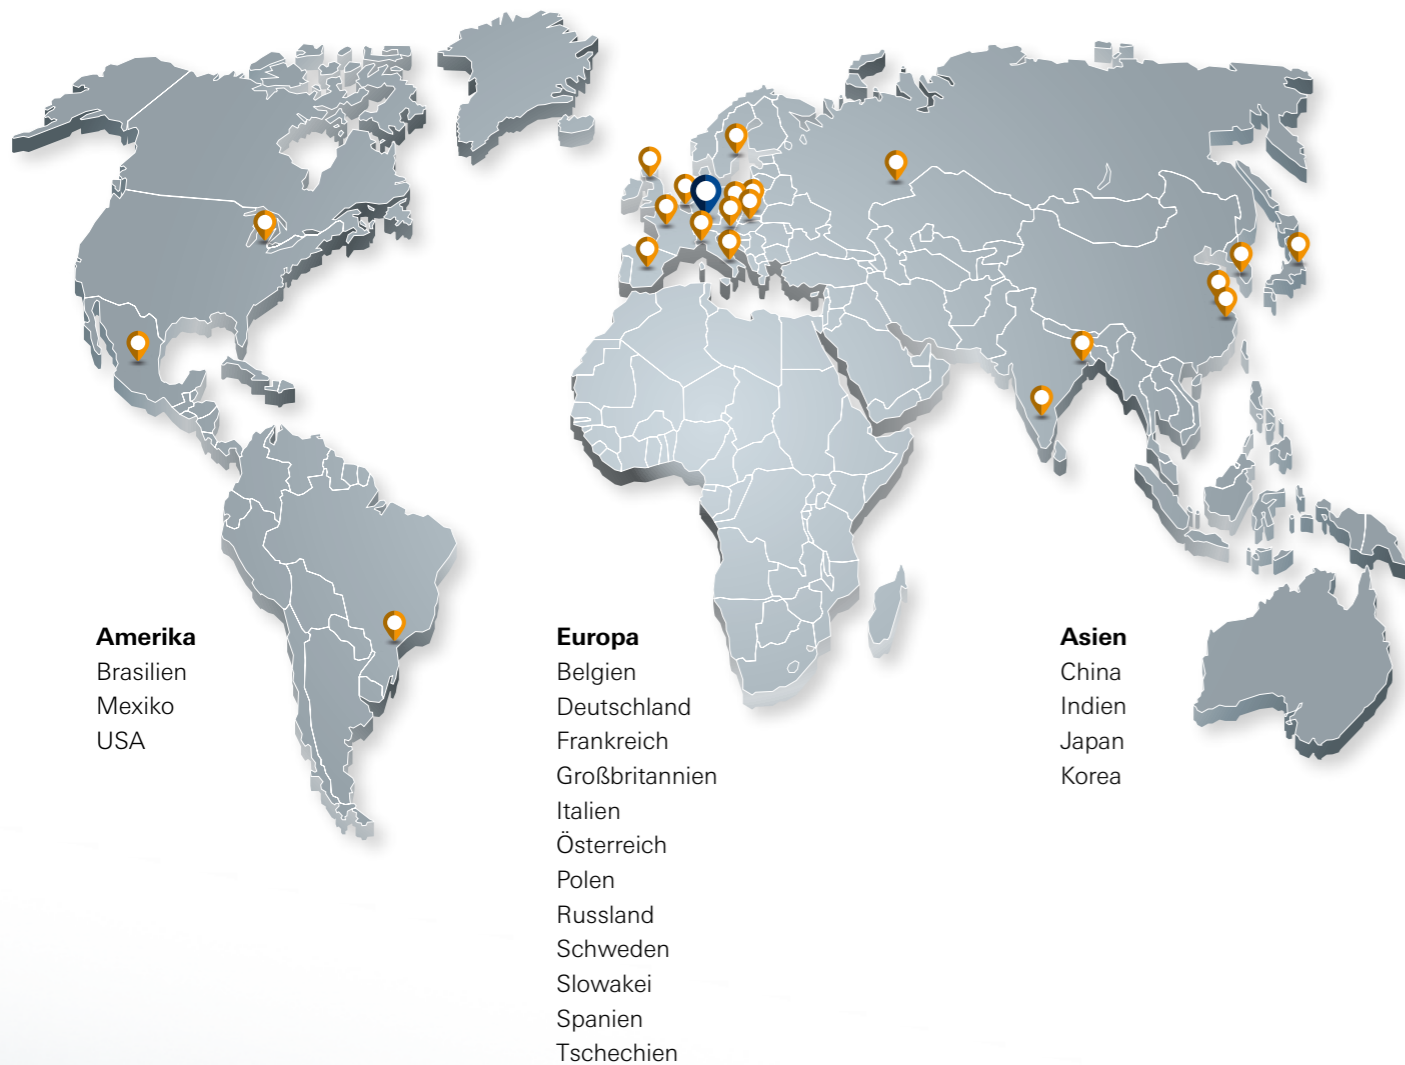 Amerika
Brasilien
Mexiko
USA
Europa
Belgien
Deutschland
Frankreich
Großbritannien
Italien
Österreich
Polen
Russland
Schweden
Slowakei
Spanien
Tschechien
Asien
China
Indien
Japan
Korea